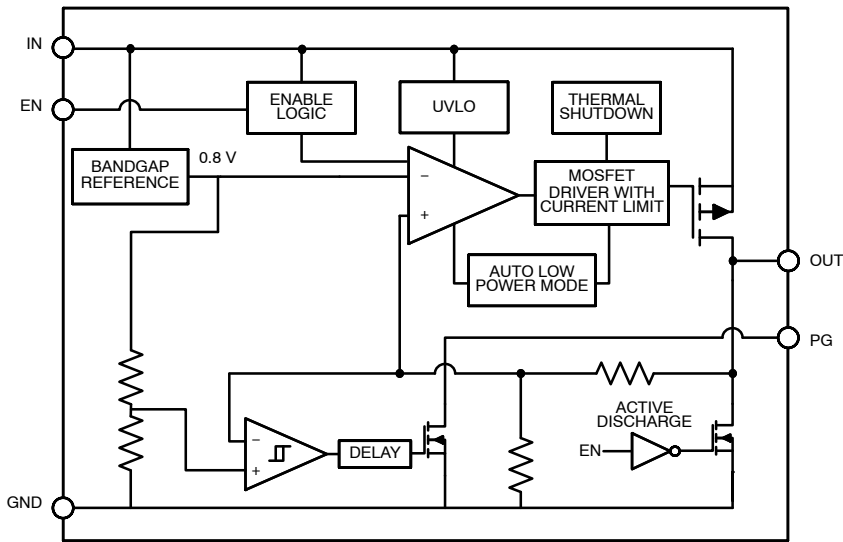 IN
EN
ENABLE
LOGIC
UVLO
THERMAL
SHUTDOWN
BANDGAP
REFERENCE
0.8 V
−
+
MOSFET
DRIVER WITH
CURRENT LIMIT
AUTO LOW
POWER MODE
OUT
PG
ACTIVE
DISCHARGE
−
+
DELAY
EN
GND